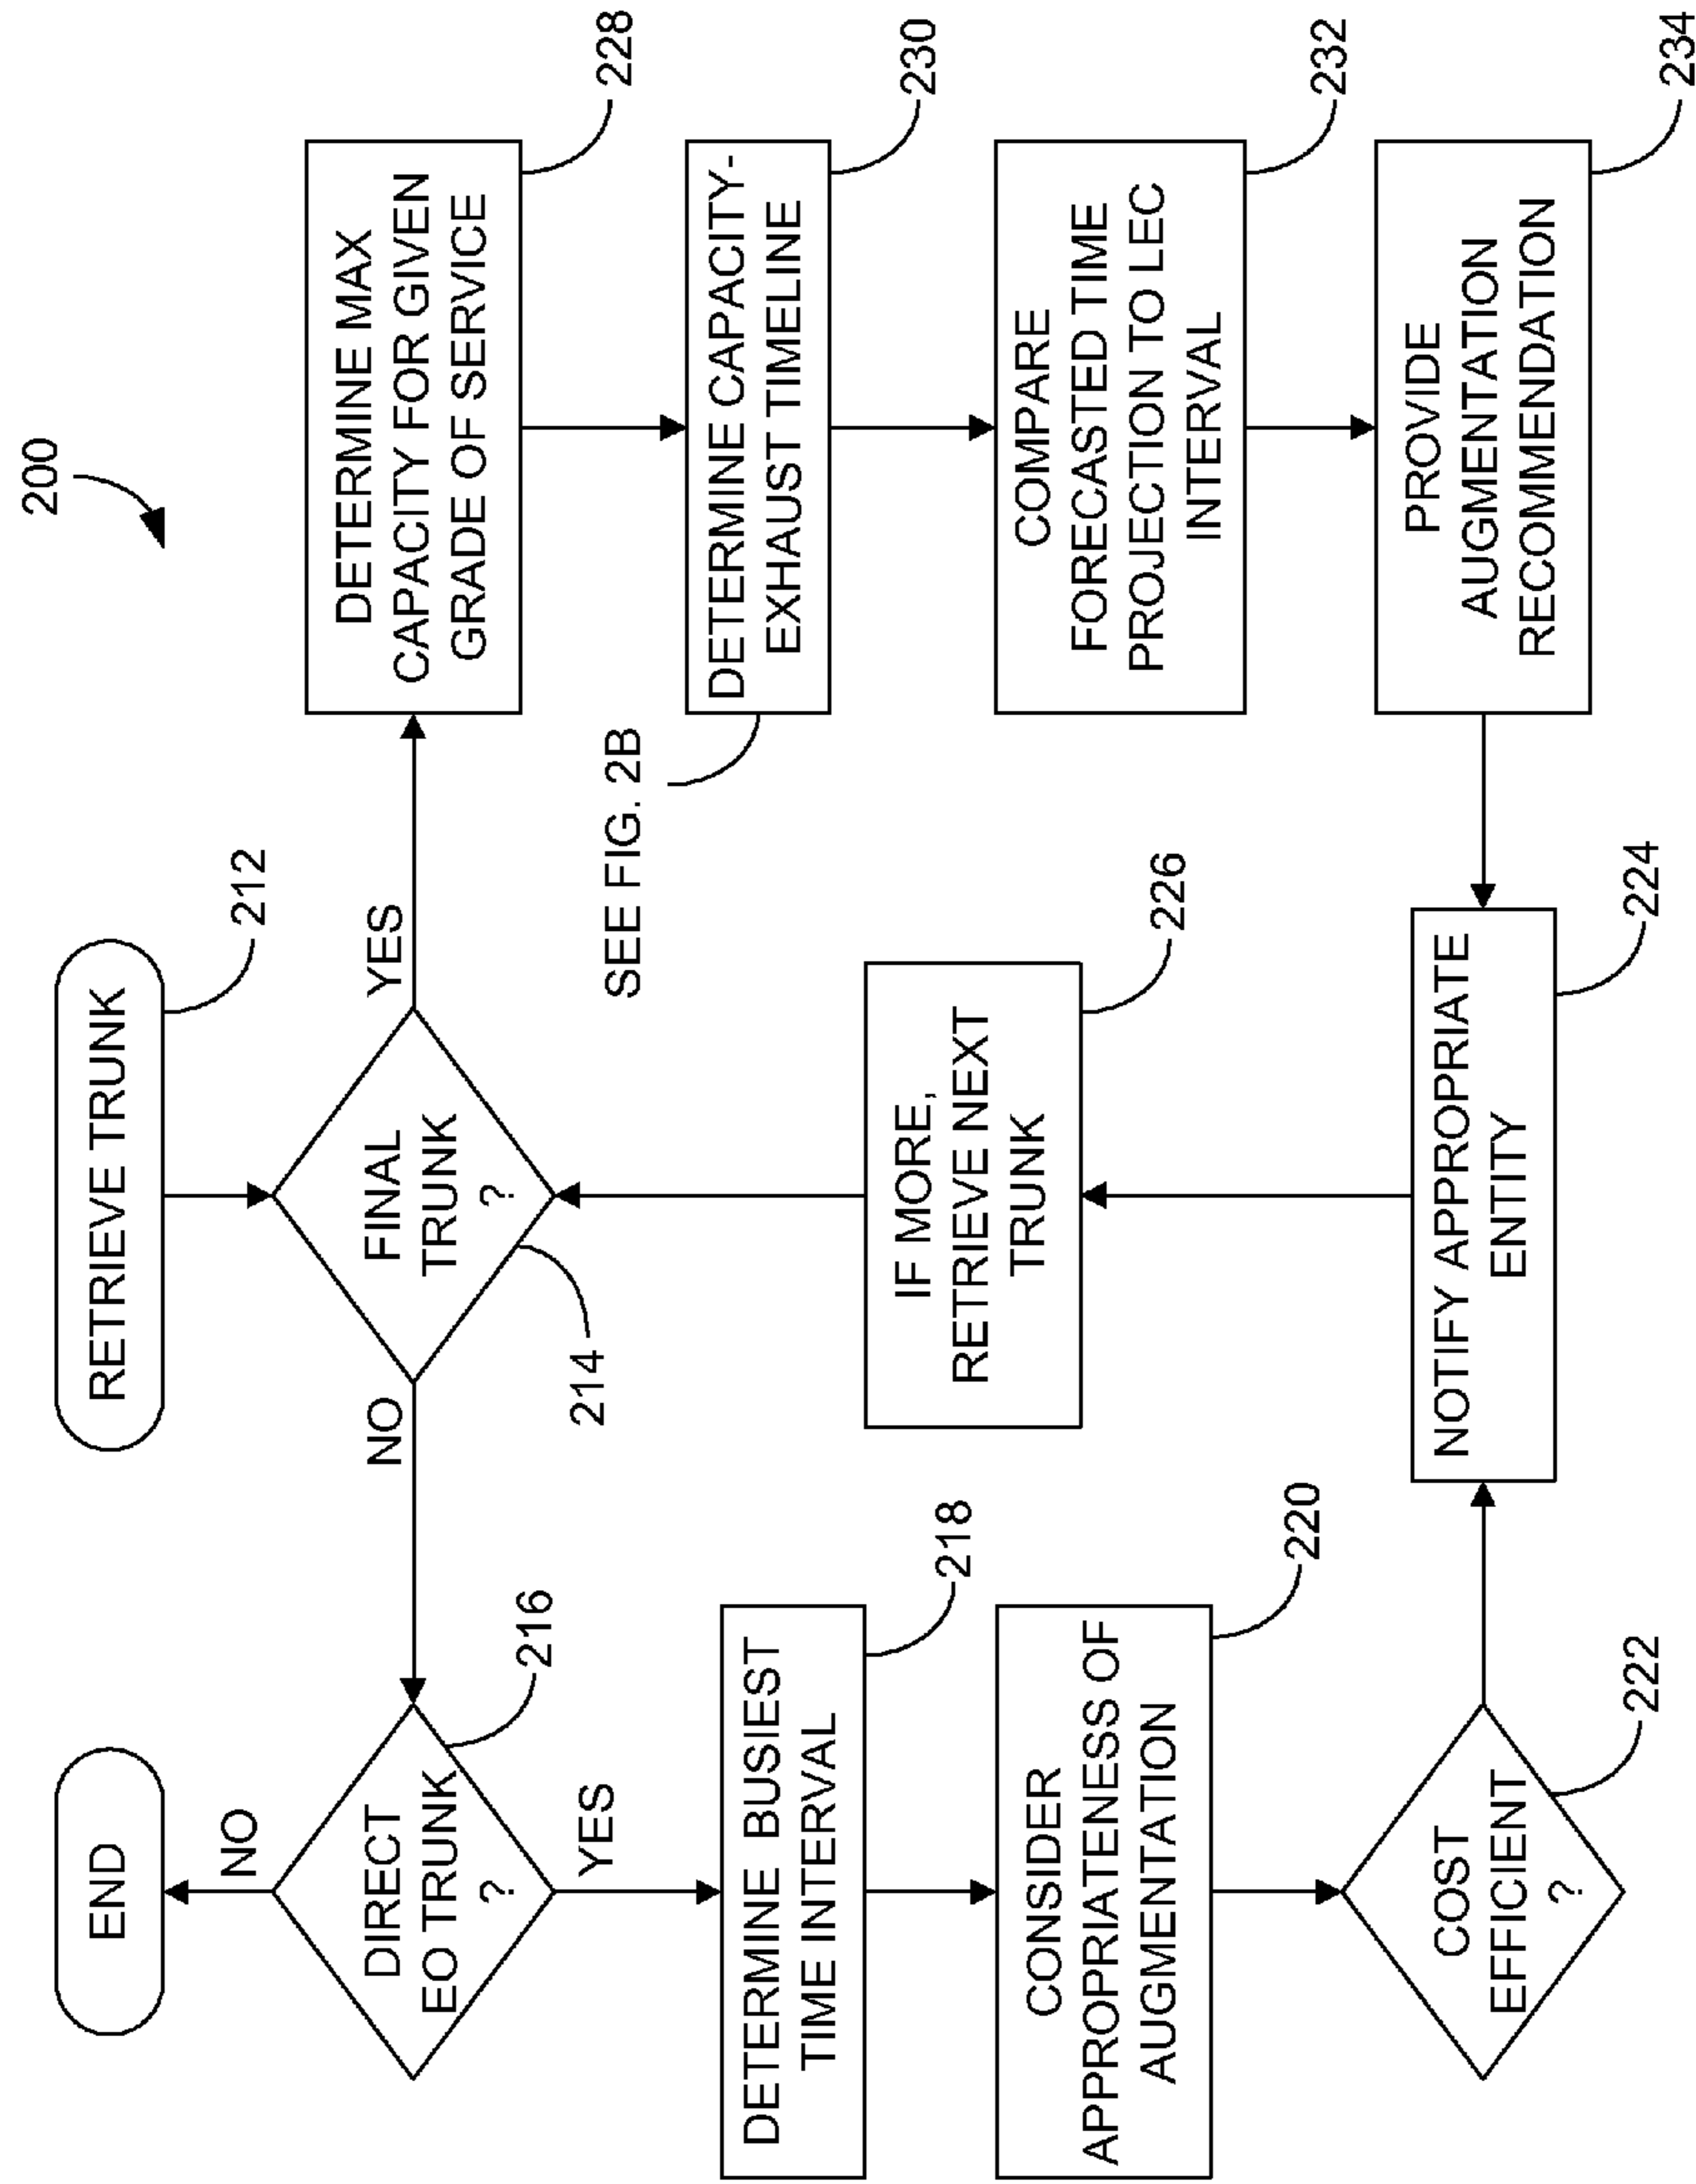 200
RETRIEVE TRUNK
212
END
NO
DIRECT
EO TRUNK
?
216
NO
FINAL
TRUNK
?
214
YES
DETERMINE MAX
CAPACITY FOR GIVEN
GRADE OF SERVICE
228
YES
DETERMINE BUSIEST
TIME INTERVAL
218
SEE FIG. 2B
DETERMINE CAPACITY-
EXHAUST TIMELINE
230
CONSIDER
APPROPRIATENESS OF
AUGMENTATION
220
IF MORE,
RETRIEVE NEXT
TRUNK
226
COMPARE
FORECASTED TIME
PROJECTION TO LEC
INTERVAL
232
COST
EFFICIENT
?
222
NOTIFY APPROPRIATE
ENTITY
224
PROVIDE
AUGMENTATION
RECOMMENDATION
234